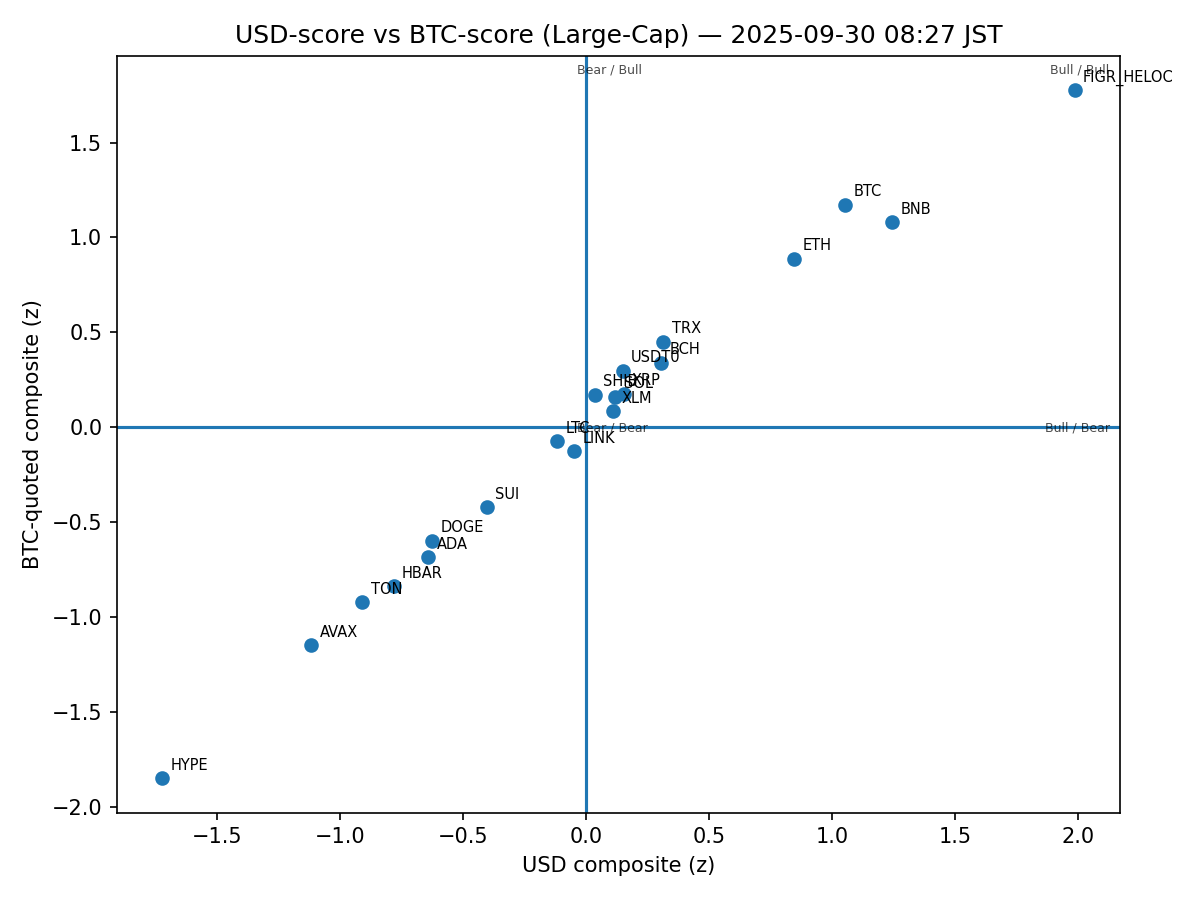 USD-score vs BTC-score (Large-Cap) — 2025-09-30 08:27 JST
Bear / Bull
Bull / Bull
FIGR_HELOC
1.5
BTC
BNB
1.0
ETH
0.5
TRX
BCH
USDT0
SHIB
XRP
SOL
XLM
0.0
LTC
Bear / Bear
Bull / Bear
LINK
SUI
−0.5
DOGE
ADA
HBAR
TON
−1.0
AVAX
−1.5
HYPE
−2.0
−1.5
−1.0
−0.5
0.0
0.5
1.0
1.5
2.0
USD composite (z)
BTC-quoted composite (z)